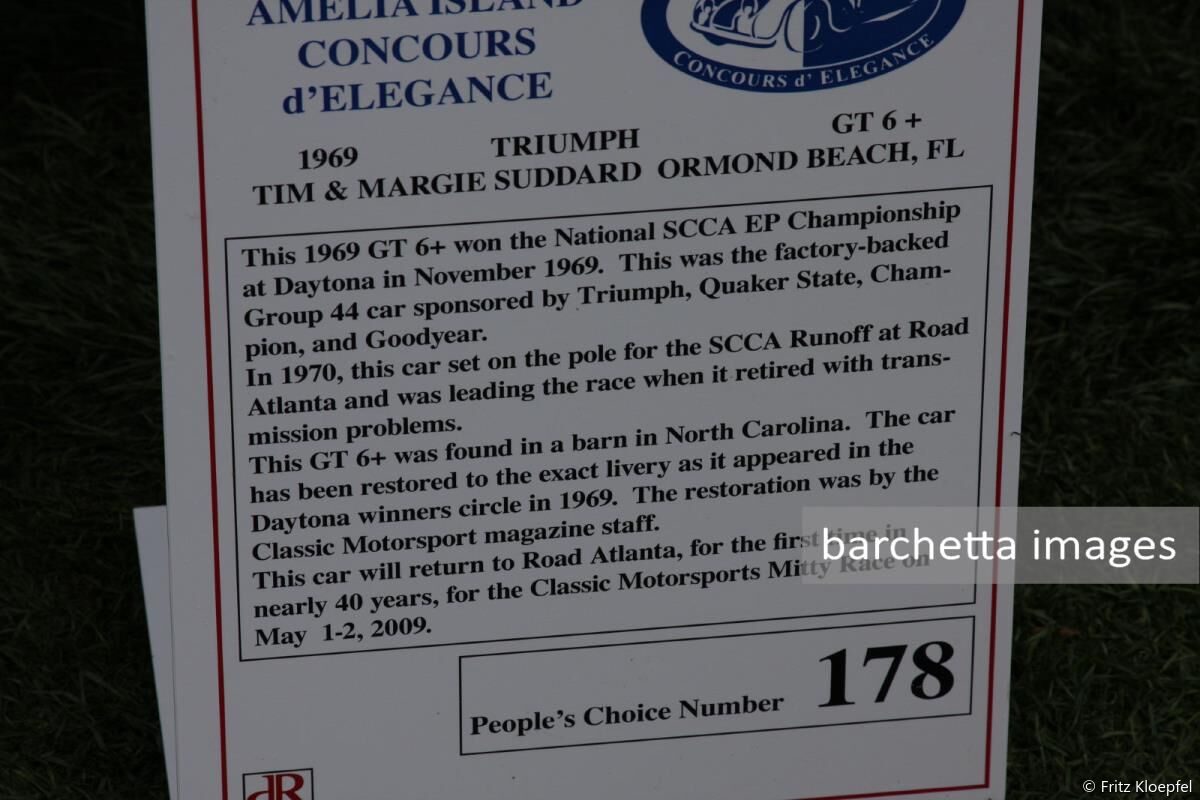 AMELIA ISLAND
CONCOURS
d'ELEGANCE
CONCOURS d' ELEGANCE
1969 TRIUMPH GT 6 +
TIM & MARGIE SUDDARD ORMOND BEACH, FL
This 1969 GT 6+ won the National SCCA EP Championship
at Daytona in November 1969. This was the factory-backed
Group 44 car sponsored by Triumph, Quaker State, Cham-
pion, and Goodyear.
In 1970, this car set on the pole for the SCCA Runoff at Road
Atlanta and was leading the race when it retired with trans-
mission problems.
This GT 6+ was found in a barn in North Carolina. The car
has been restored to the exact livery as it appeared in the
Daytona winners circle in 1969. The restoration was by the
Classic Motorsport magazine staff.
This car will return to Road Atlanta, for the first time in
nearly 40 years, for the Classic Motorsports Mitty Race on
May 1-2, 2009.
People's Choice Number 178
barchetta images
© Fritz Kloepfel